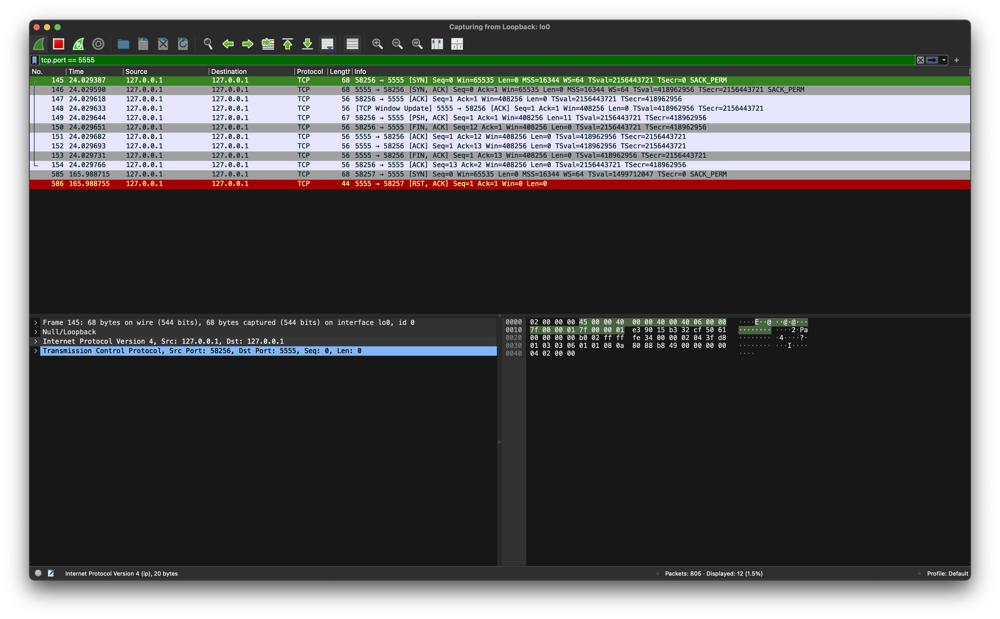 Capturing from Loopback: lo0
tcp.port == 5555
No. Time Source Destination Protocol Length Info
145 24.029387 127.0.0.1 127.0.0.1 TCP 68 58256 → 5555 [SYN] Seq=0 Win=65535 Len=0 MSS=16344 WS=64 TSval=2156443721 TSecr=0 SACK_PERM
146 24.029590 127.0.0.1 127.0.0.1 TCP 68 5555 → 58256 [SYN, ACK] Seq=0 Ack=1 Win=65535 Len=0 MSS=16344 WS=64 TSval=418962956 TSecr=2156443721 SACK_PERM
147 24.029618 127.0.0.1 127.0.0.1 TCP 56 58256 → 5555 [ACK] Seq=1 Ack=1 Win=408256 Len=0 TSval=2156443721 TSecr=418962956
148 24.029633 127.0.0.1 127.0.0.1 TCP 56 [TCP Window Update] 5555 → 58256 [ACK] Seq=1 Ack=1 Win=408256 Len=0 TSval=418962956 TSecr=2156443721
149 24.029644 127.0.0.1 127.0.0.1 TCP 67 58256 → 5555 [PSH, ACK] Seq=1 Ack=1 Win=408256 Len=11 TSval=2156443721 TSecr=418962956
150 24.029651 127.0.0.1 127.0.0.1 TCP 56 58256 → 5555 [FIN, ACK] Seq=12 Ack=1 Win=408256 Len=0 TSval=2156443721 TSecr=418962956
151 24.029682 127.0.0.1 127.0.0.1 TCP 56 5555 → 58256 [ACK] Seq=1 Ack=12 Win=408256 Len=0 TSval=418962956 TSecr=2156443721
152 24.029693 127.0.0.1 127.0.0.1 TCP 56 5555 → 58256 [ACK] Seq=1 Ack=13 Win=408256 Len=0 TSval=418962956 TSecr=2156443721
153 24.029731 127.0.0.1 127.0.0.1 TCP 56 5555 → 58256 [FIN, ACK] Seq=1 Ack=13 Win=408256 Len=0 TSval=418962956 TSecr=2156443721
154 24.029766 127.0.0.1 127.0.0.1 TCP 56 58256 → 5555 [ACK] Seq=13 Ack=2 Win=408256 Len=0 TSval=2156443721 TSecr=418962956
585 165.988715 127.0.0.1 127.0.0.1 TCP 68 58257 → 5555 [SYN] Seq=0 Win=65535 Len=0 MSS=16344 WS=64 TSval=1499712047 TSecr=0 SACK_PERM
586 165.988755 127.0.0.1 127.0.0.1 TCP 44 5555 → 58257 [RST, ACK] Seq=1 Ack=1 Win=0 Len=0
Frame 145: 68 bytes on wire (544 bits), 68 bytes captured (544 bits) on interface lo0, id 0
Null/Loopback
Internet Protocol Version 4, Src: 127.0.0.1, Dst: 127.0.0.1
Transmission Control Protocol, Src Port: 58256, Dst Port: 5555, Seq: 0, Len: 0
0000 02 00 00 00 45 00 00 40 00 00 40 00 40 06 00 00 ····E··@ ··@·@···
0010 7f 00 00 01 7f 00 00 01 e3 90 15 b3 32 cf 50 61 ········ ····2·Pa
0020 00 00 00 00 b0 02 ff ff fe 34 00 00 02 04 3f d8 ········ ·4····?·
0030 01 03 03 06 01 01 08 0a 80 88 b8 49 00 00 00 00 ········ ···I····
0040 04 02 00 00 ····
Internet Protocol Version 4 (ip), 20 bytes
Packets: 805 · Displayed: 12 (1.5%)
Profile: Default